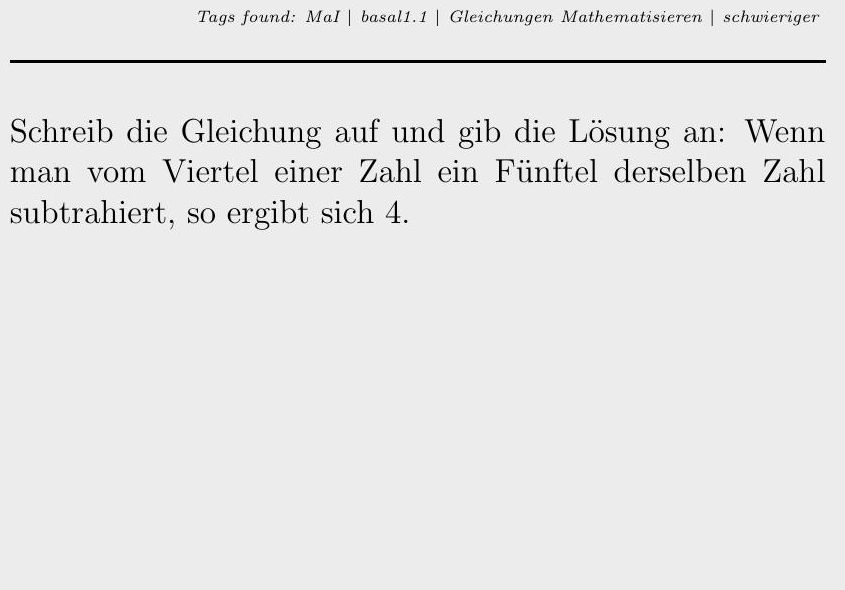 Tags found: MaI | basal1.1 | Gleichungen Mathematisieren | schwieriger
Schreib die Gleichung auf und gib die Lösung an: Wenn
man vom Viertel einer Zahl ein Fünftel derselben Zahl
subtrahiert, so ergibt sich 4.